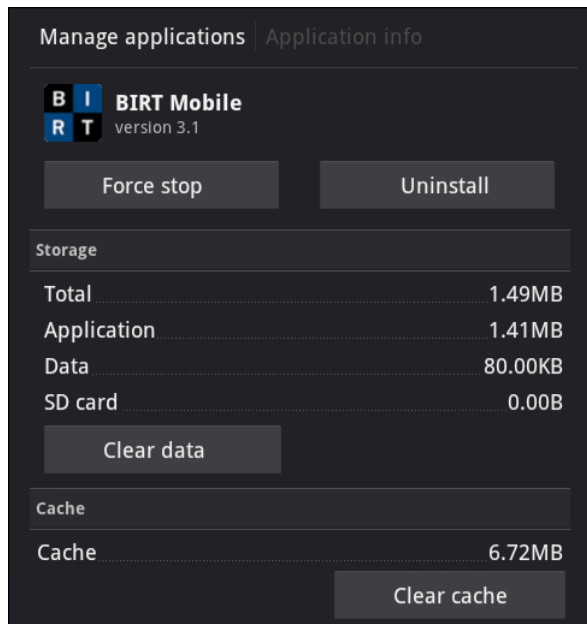 Manage applications | Application info
B I
R T
BIRT Mobile
version 3.1
Force stop Uninstall
Storage
Total 1.49MB
Application 1.41MB
Data 80.00KB
SD card 0.00B
Clear data
Cache
Cache 6.72MB
Clear cache